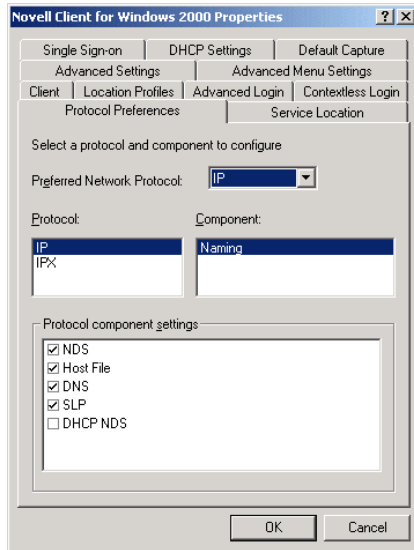 Novell Client for Windows 2000 Properties
Single Sign-on DHCP Settings Default Capture
Advanced Settings Advanced Menu Settings
Client Location Profiles Advanced Login Contextless Login
Protocol Preferences Service Location
Select a protocol and component to configure
Preferred Network Protocol: IP
Protocol: Component:
IP Naming
IPX
Protocol component settings
NDS
Host File
DNS
SLP
DHCP NDS
OK Cancel